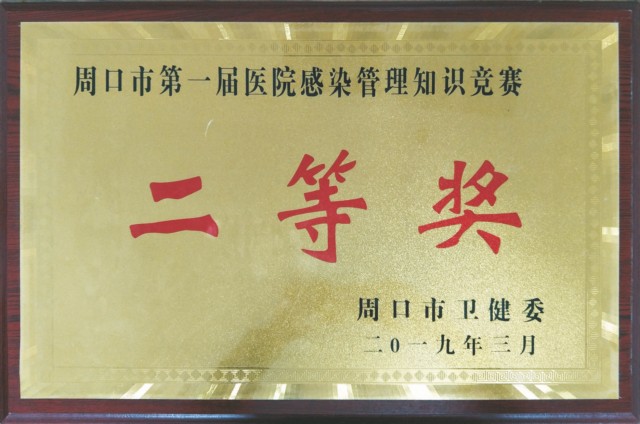 周口市第一届医院感染管理知识竞赛
二等奖
周口市卫健委
二0一九年三月